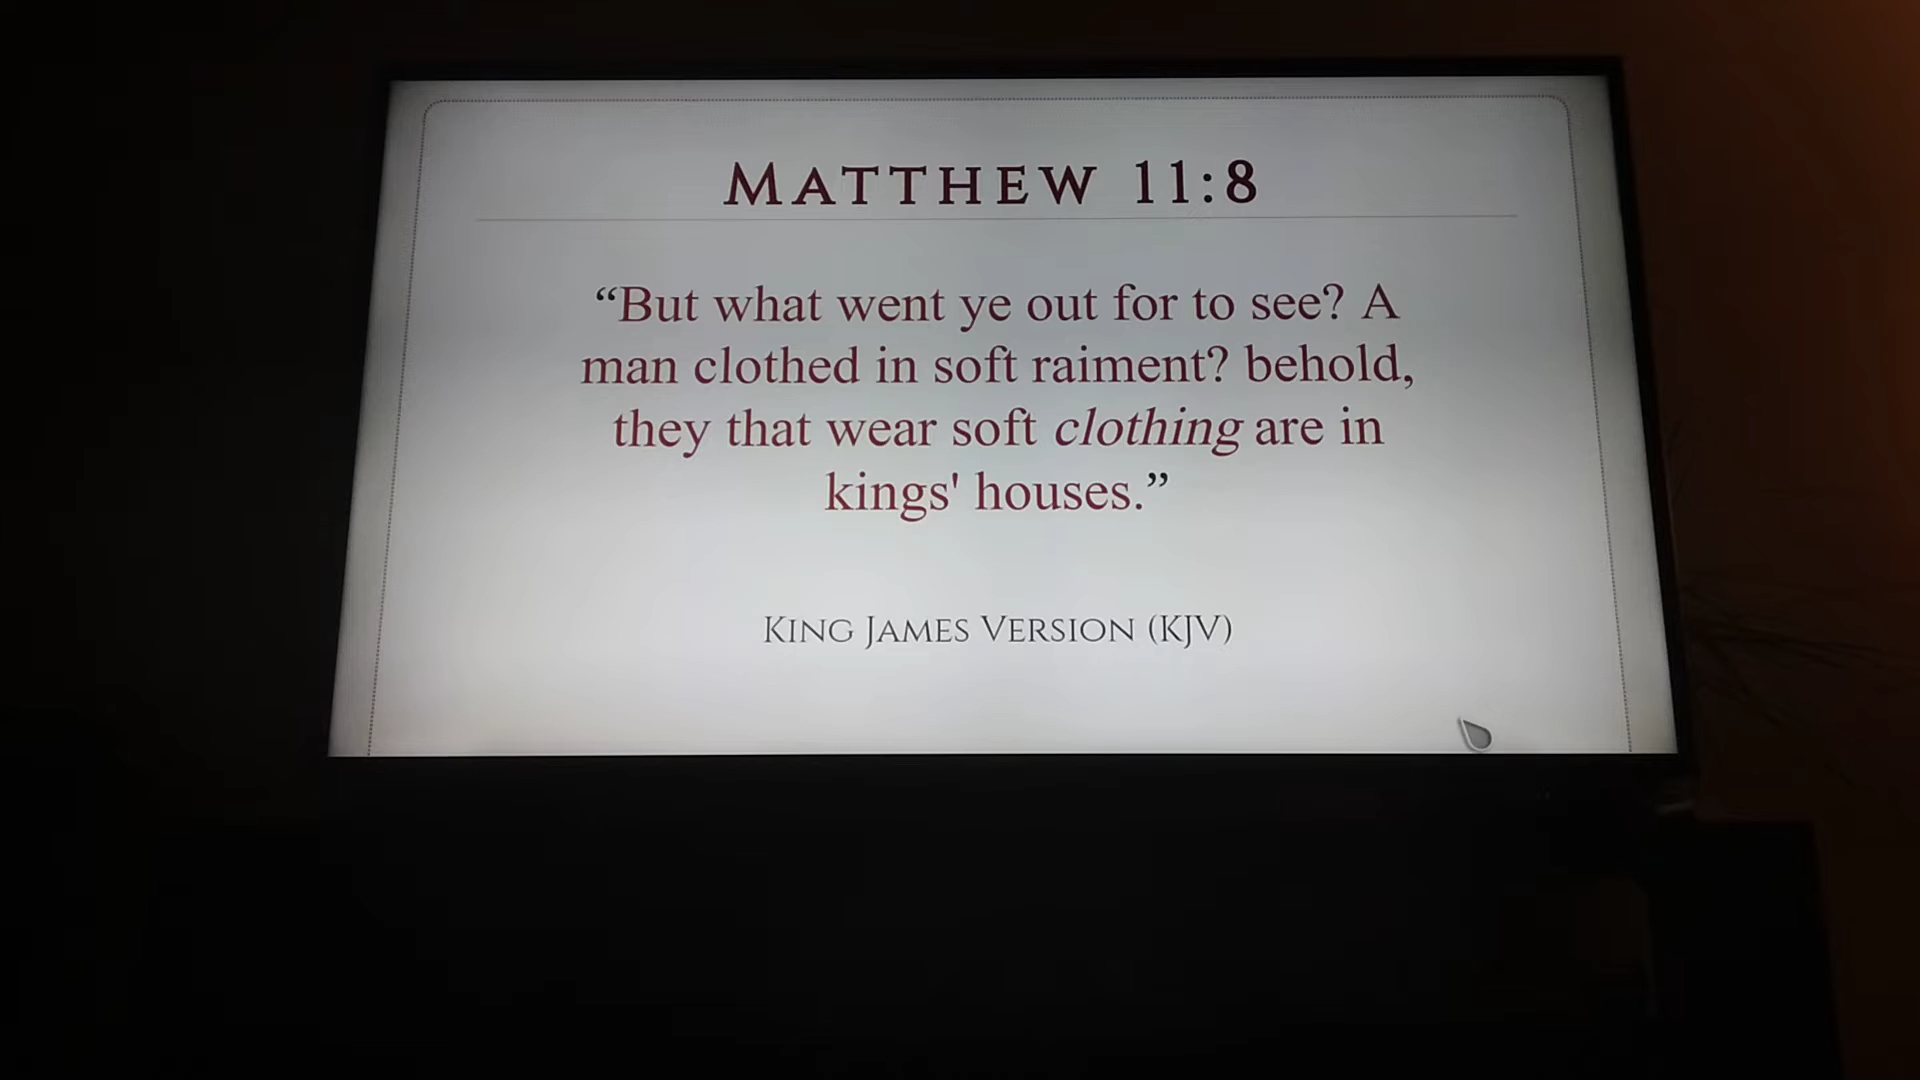 MATTHEW 11:8
“But what went ye out for to see? A
man clothed in soft raiment? behold,
they that wear soft clothing are in
kings' houses.”
KING JAMES VERSION (KJV)